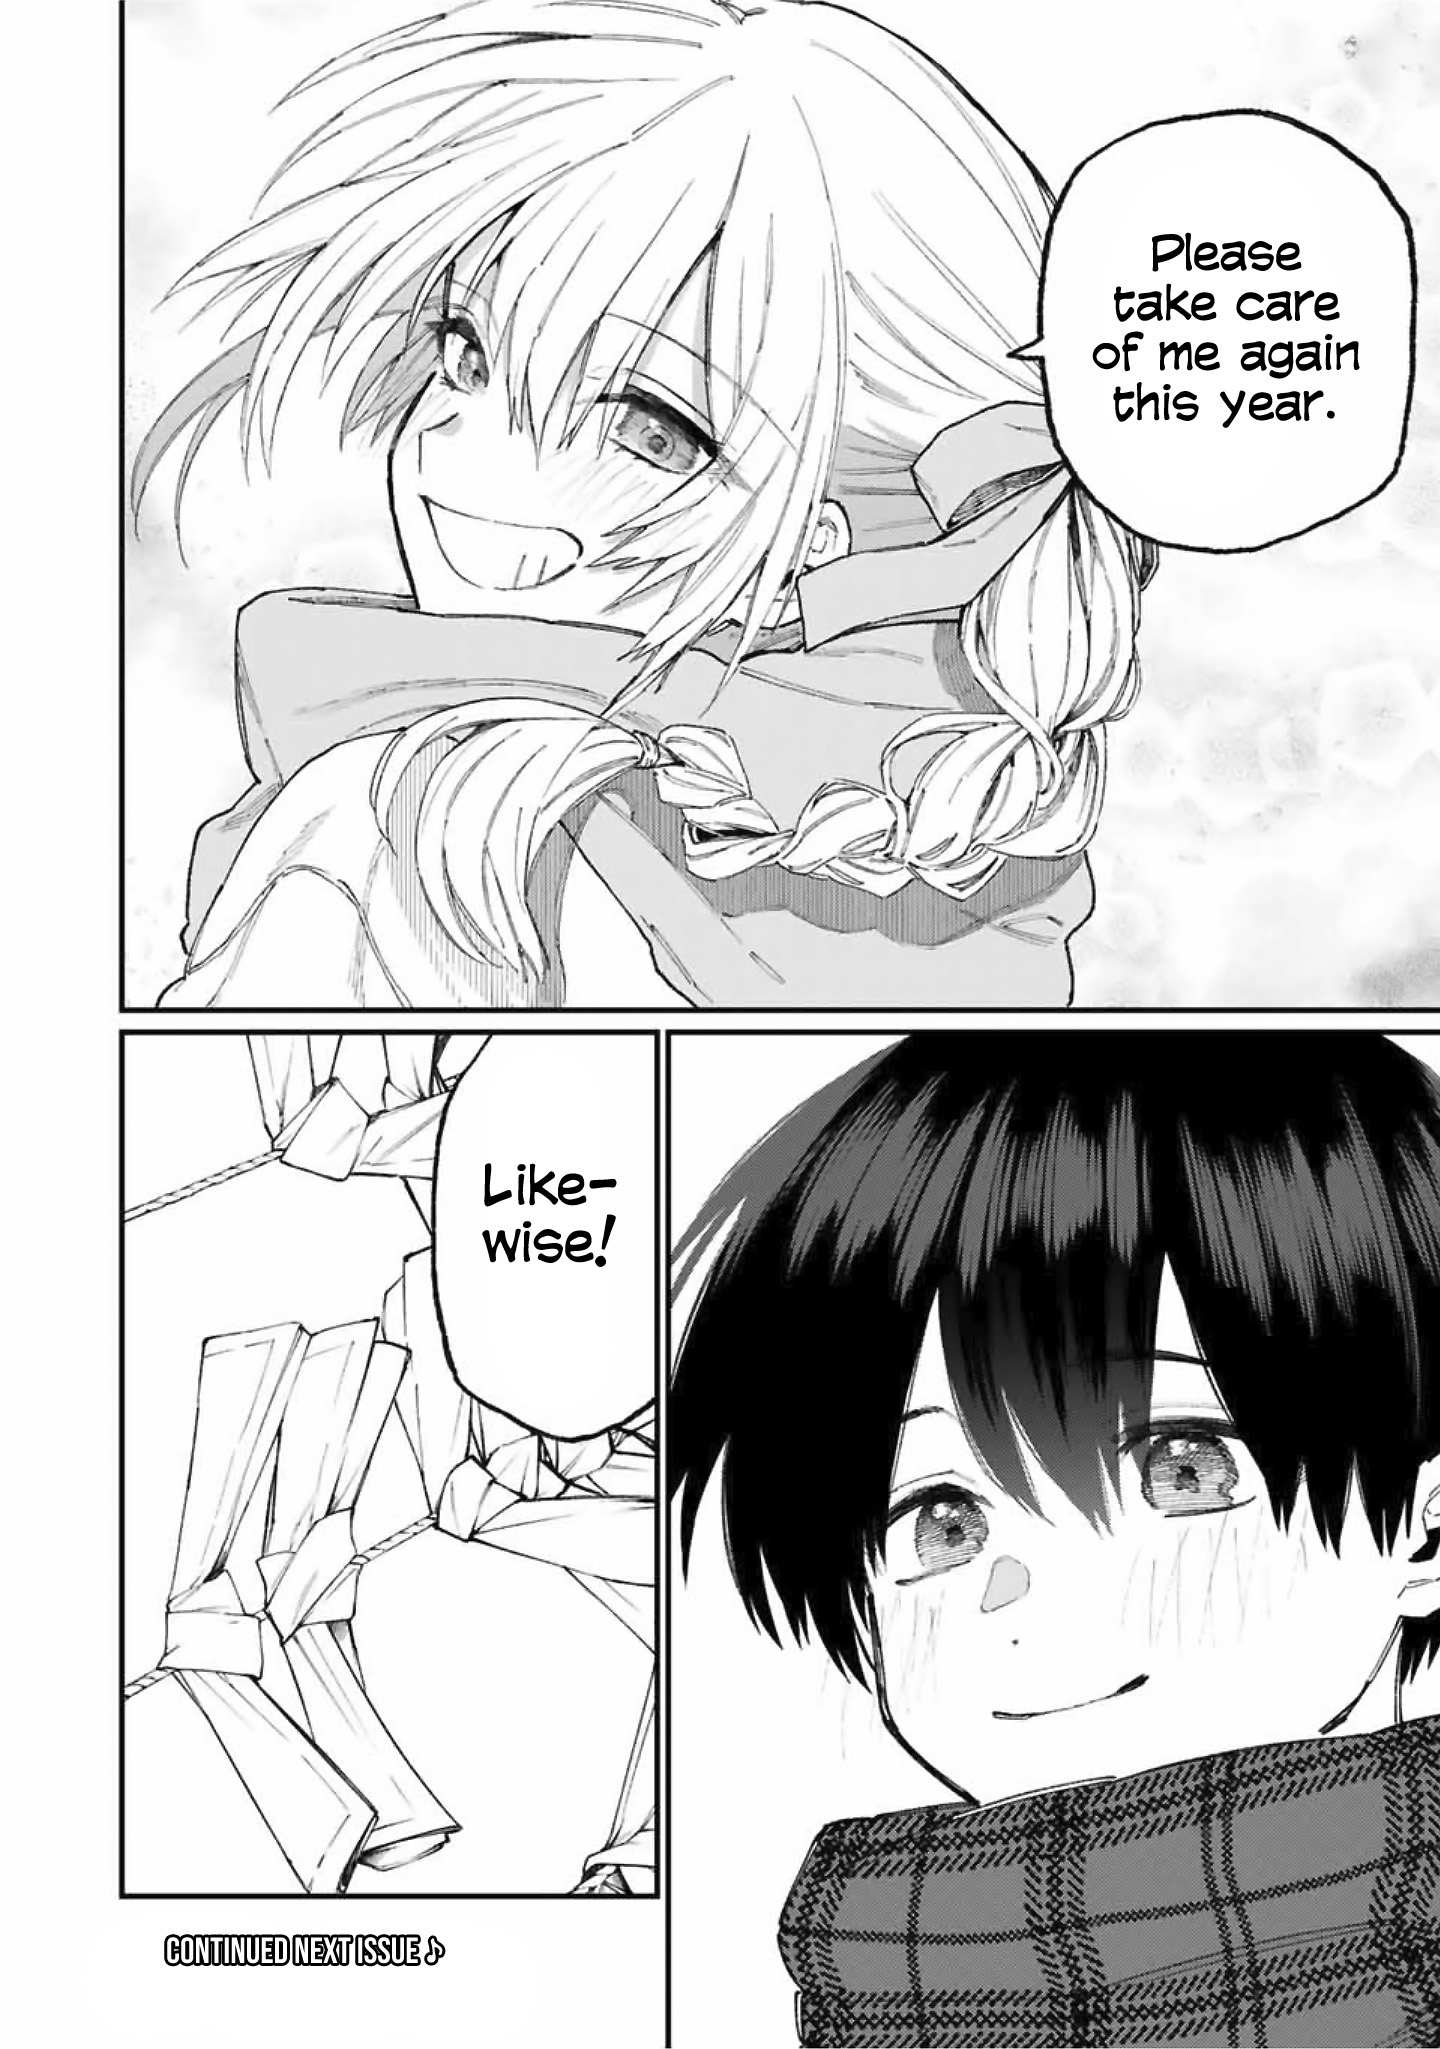 Please
take care
of me again
this year.
Like-
wise!
CONTINUED NEXT ISSUE ♪